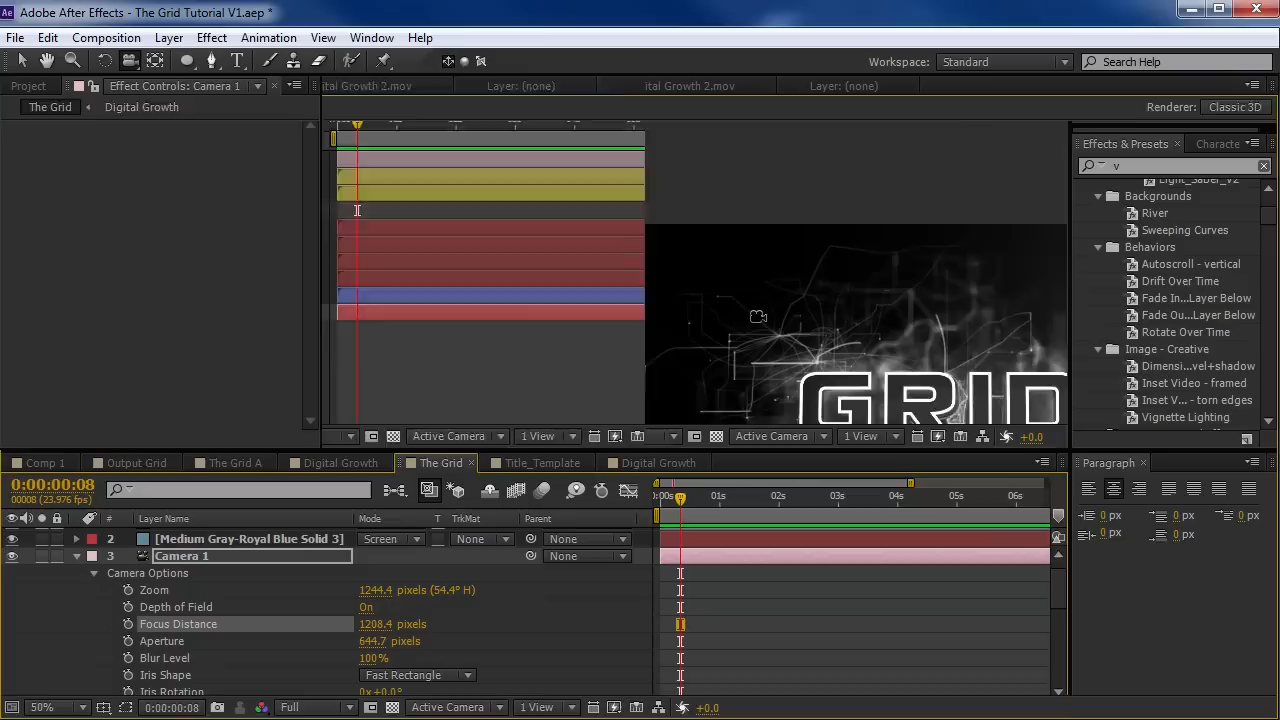 Ae Adobe After Effects - The Grid Tutorial V1.aep *
File Edit Composition Layer Effect Animation View Window Help
T Workspace: Standard Search Help
Project Effect Controls: Camera 1 ital Growth 2.mov Layer: (none) ital Growth 2.mov Layer: (none)
The Grid Digital Growth Renderer: Classic 3D
Effects & Presets Characte
v
Light_Saber_V2
Backgrounds
River
Sweeping Curves
Behaviors
Autoscroll - vertical
Drift Over Time
Fade In...Layer Below
Fade Ou...Layer Below
Rotate Over Time
Image - Creative
Dimensi...vel+shadow
Inset Video - framed
Inset V... - torn edges
Vignette Lighting
GRID
Active Camera 1 View Active Camera 1 View +0.0
Comp 1 Output Grid The Grid A Digital Growth The Grid Title_Template Digital Growth Paragraph
0:00:00:08
00008 (23.976 fps)
:00s 01s 02s 03s 04s 05s 06s
# Layer Name Mode T TrkMat Parent
2 [Medium Gray-Royal Blue Solid 3] Screen None None
3 Camera 1 None
Camera Options
Zoom 1244.4 pixels (54.4° H)
Depth of Field On
Focus Distance 1208.4 pixels
Aperture 644.7 pixels
Blur Level 100%
Iris Shape Fast Rectangle
Iris Rotation 0x+0.0°
0 px 0 px
0 px 0 px
0 px
50% 0:00:00:08 Full Active Camera 1 View +0.0